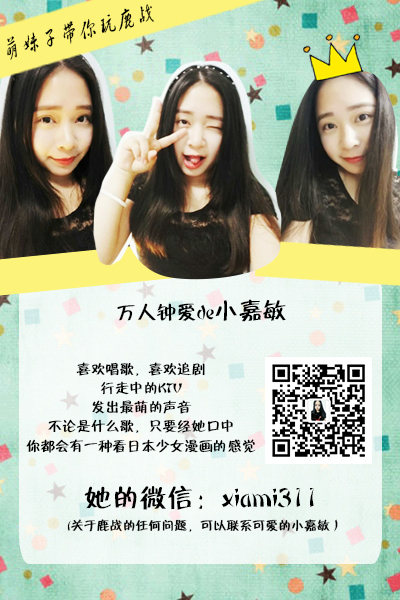 萌妹子带你玩鹿战
万人钟爱de小嘉敏
喜欢唱歌，喜欢追剧
行走中的KTV
发出最萌的声音
不论是什么歌，只要经她口中
你都会有一种看日本少女漫画的感觉
她的微信：xiami311
（关于鹿战的任何问题，可以联系可爱的小嘉敏）